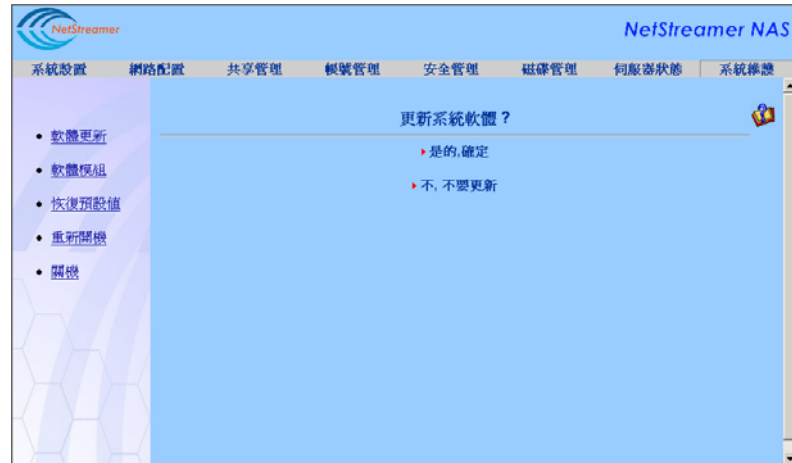 NetStreamer
NetStreamer NAS
系統設置 網路配置 共享管理 帳號管理 安全管理 磁碟管理 伺服器狀態 系統維護
更新系統軟體？
是的,確定
不, 不要更新
軟體更新
軟體模組
恢復預設值
重新開機
關機